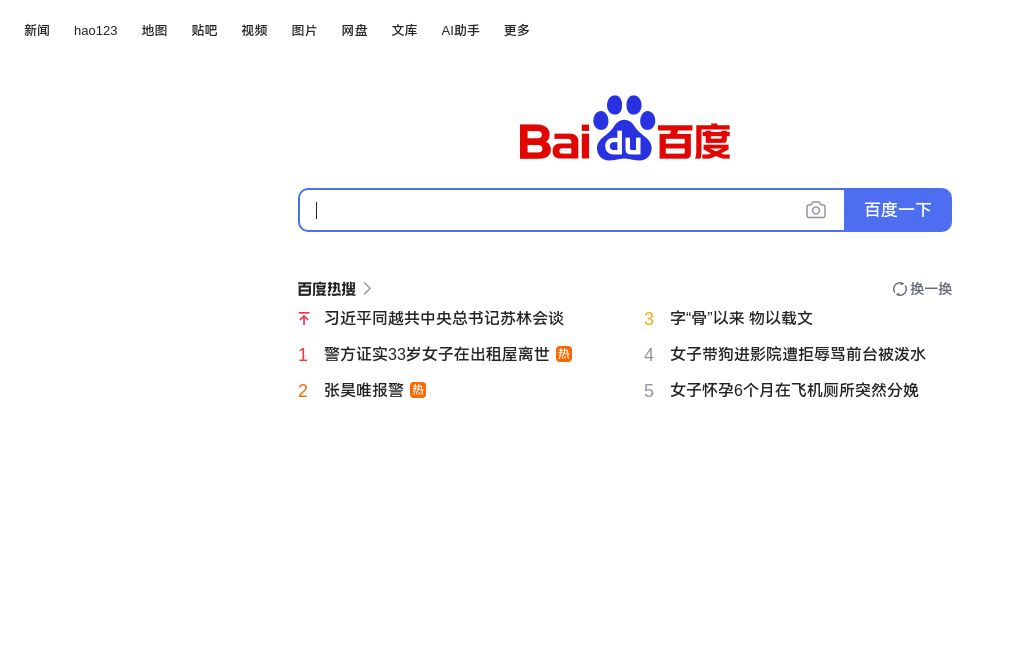 新闻 hao123 地图 贴吧 视频 图片 网盘 文库 AI助手 更多
Baidu百度
百度一下
百度热搜 换一换
习近平同越共中央总书记苏林会谈
1 警方证实33岁女子在出租屋离世 热
2 张昊唯报警 热
3 字“骨”以来 物以载文
4 女子带狗进影院遭拒辱骂前台被泼水
5 女子怀孕6个月在飞机厕所突然分娩